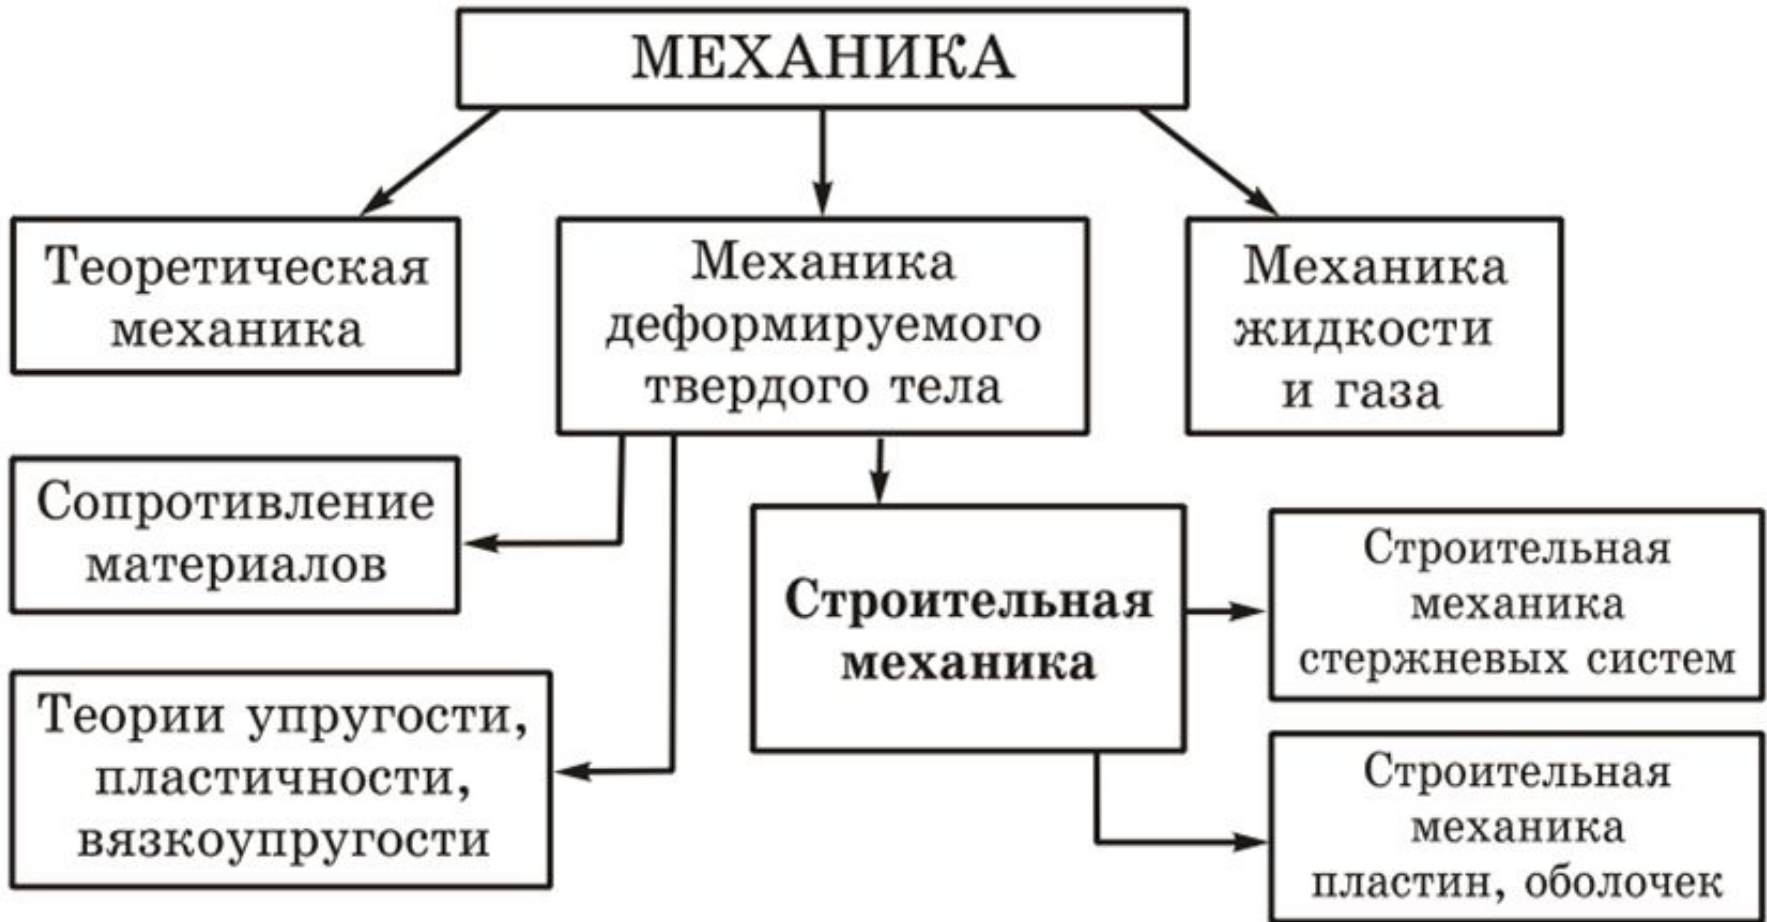 МЕХАНИКА
Теоретическая
механика
Механика
деформируемого
твердого тела
Механика
жидкости
и газа
Сопротивление
материалов
Теории упругости,
пластичности,
вязкоупругости
Строительная
механика
Строительная
механика
стержневых систем
Строительная
механика
пластин, оболочек